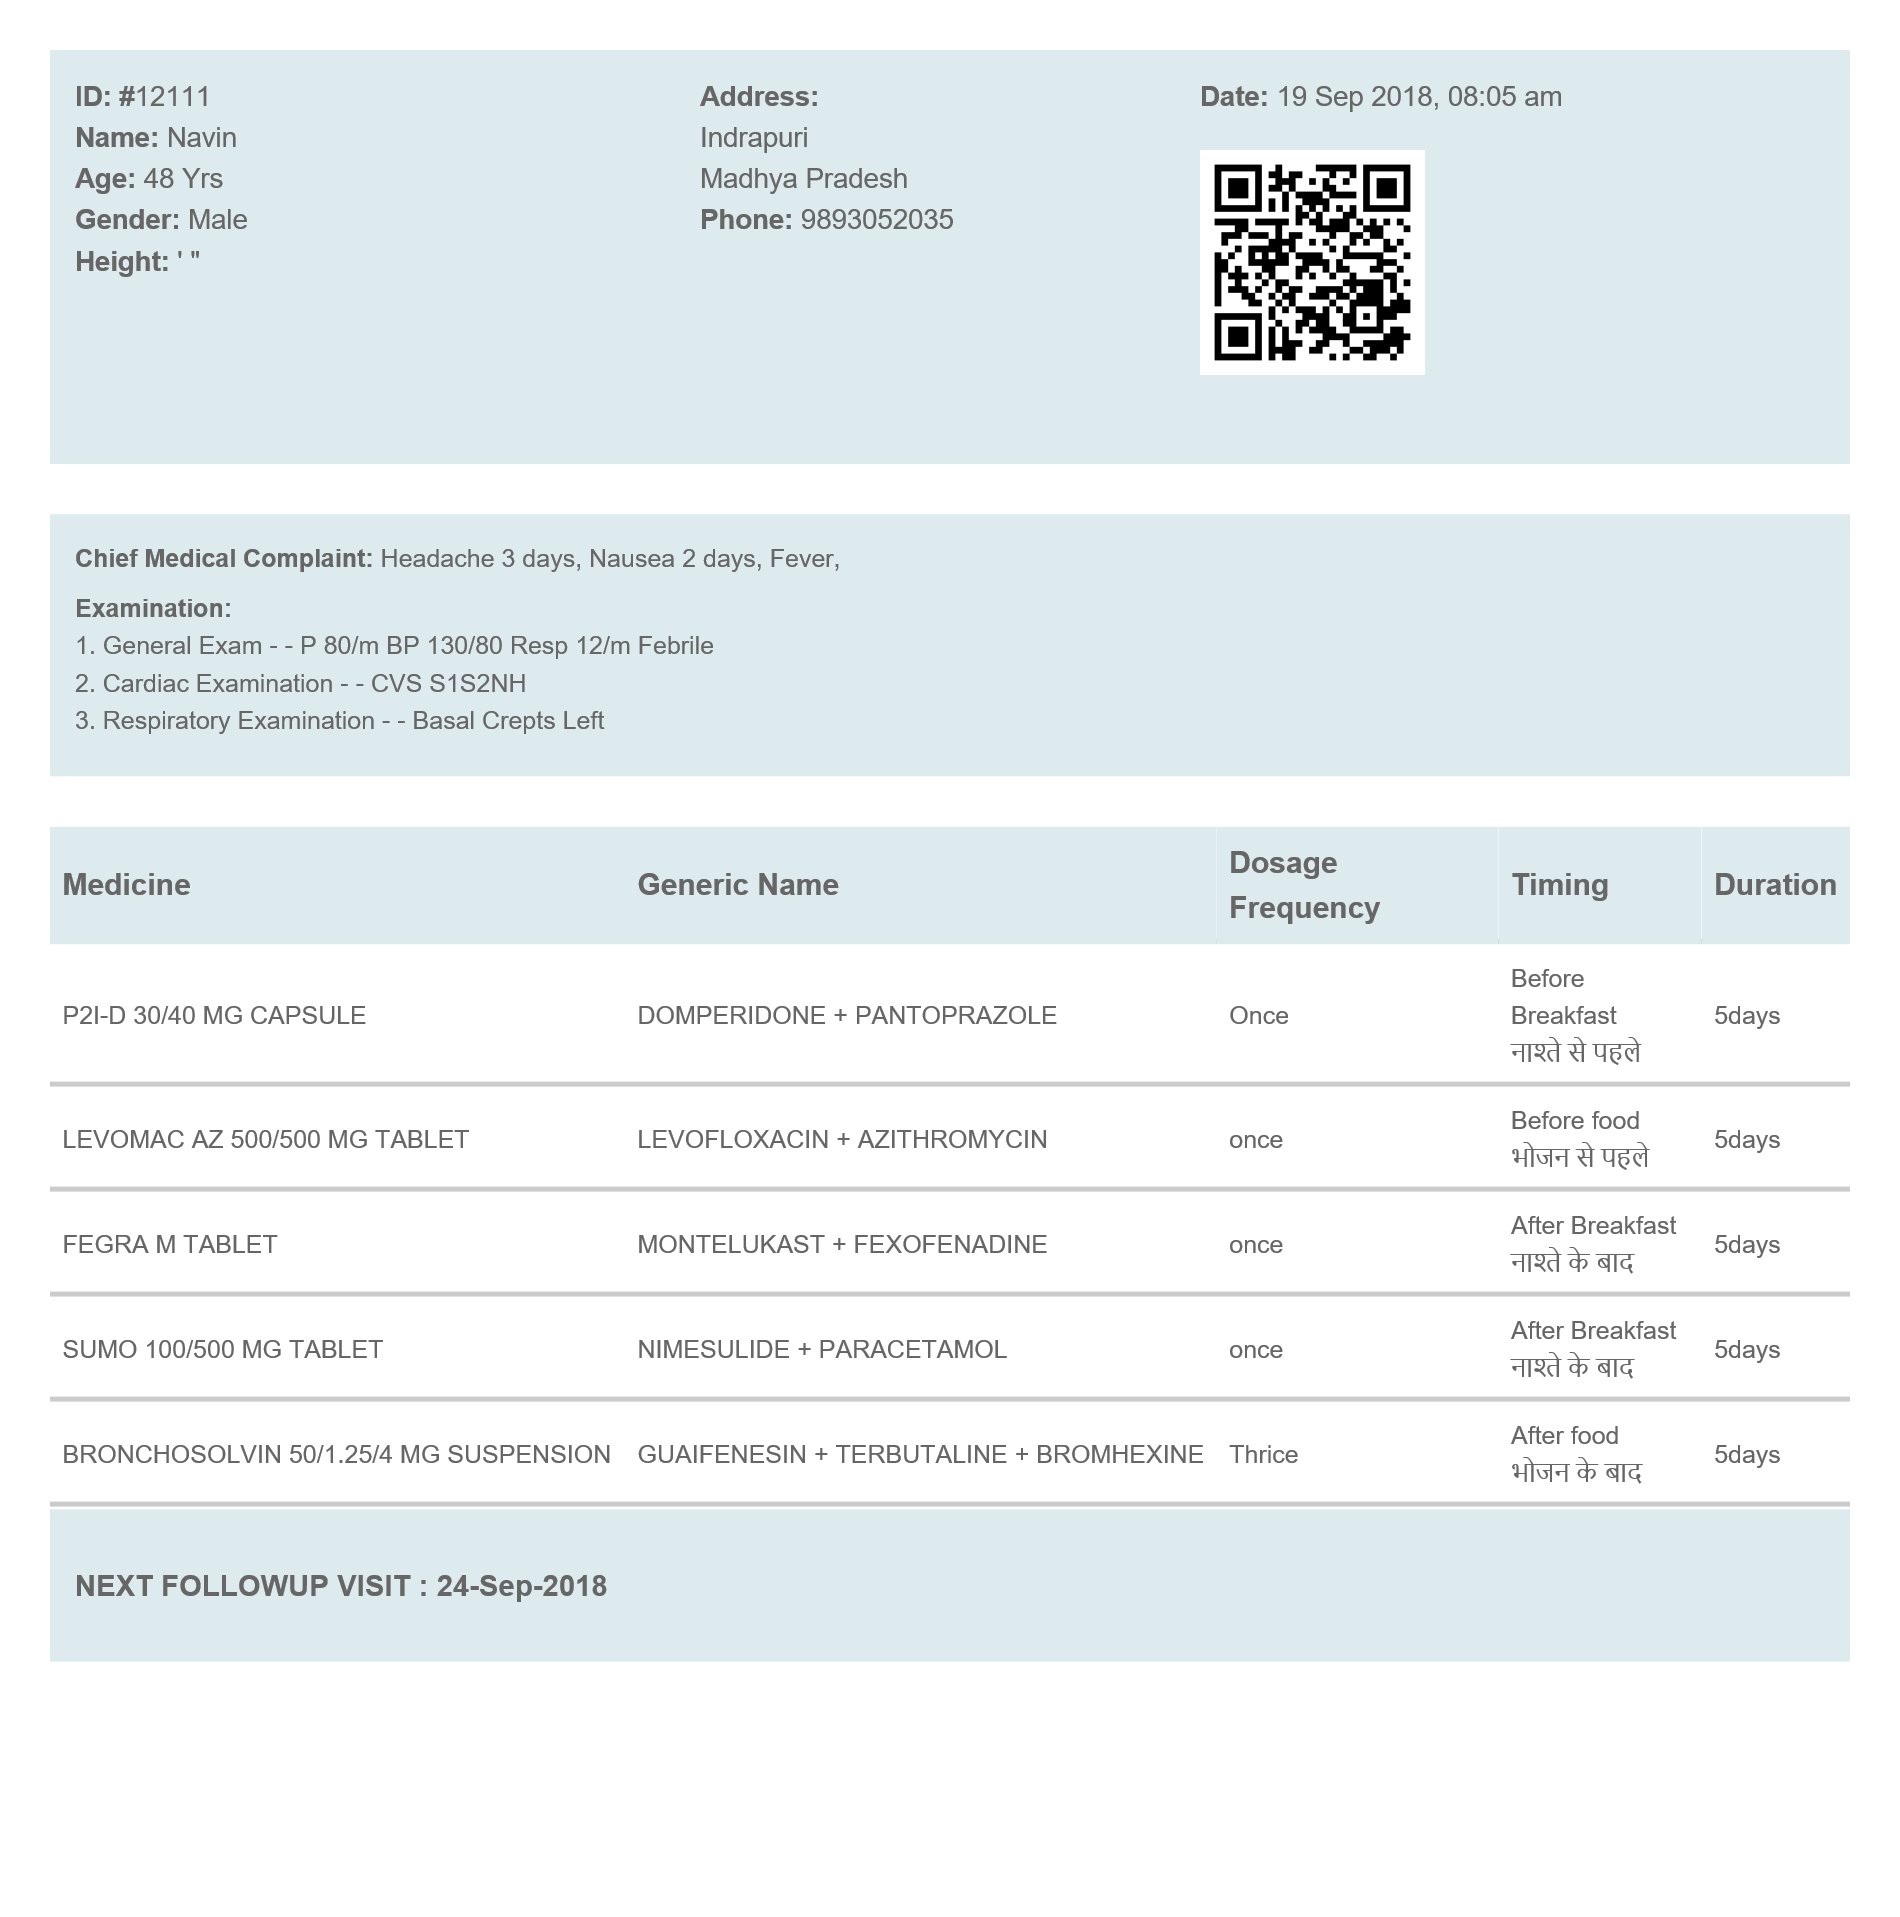 ID: #12111
Name: Navin
Age: 48 Yrs
Gender: Male
Height: ' "
Address:
Indrapuri
Madhya Pradesh
Phone: 9893052035
Date: 19 Sep 2018, 08:05 am
Chief Medical Complaint: Headache 3 days, Nausea 2 days, Fever,
Examination:
1. General Exam - - P 80/m BP 130/80 Resp 12/m Febrile
2. Cardiac Examination - - CVS S1S2NH
3. Respiratory Examination - - Basal Crepts Left
Medicine Generic Name Dosage Frequency Timing Duration
P2I-D 30/40 MG CAPSULE DOMPERIDONE + PANTOPRAZOLE Once Before Breakfast नाश्ते से पहले 5days
LEVOMAC AZ 500/500 MG TABLET LEVOFLOXACIN + AZITHROMYCIN once Before food भोजन से पहले 5days
FEGRA M TABLET MONTELUKAST + FEXOFENADINE once After Breakfast नाश्ते के बाद 5days
SUMO 100/500 MG TABLET NIMESULIDE + PARACETAMOL once After Breakfast नाश्ते के बाद 5days
BRONCHOSOLVIN 50/1.25/4 MG SUSPENSION GUAIFENESIN + TERBUTALINE + BROMHEXINE Thrice After food भोजन के बाद 5days
NEXT FOLLOWUP VISIT : 24-Sep-2018